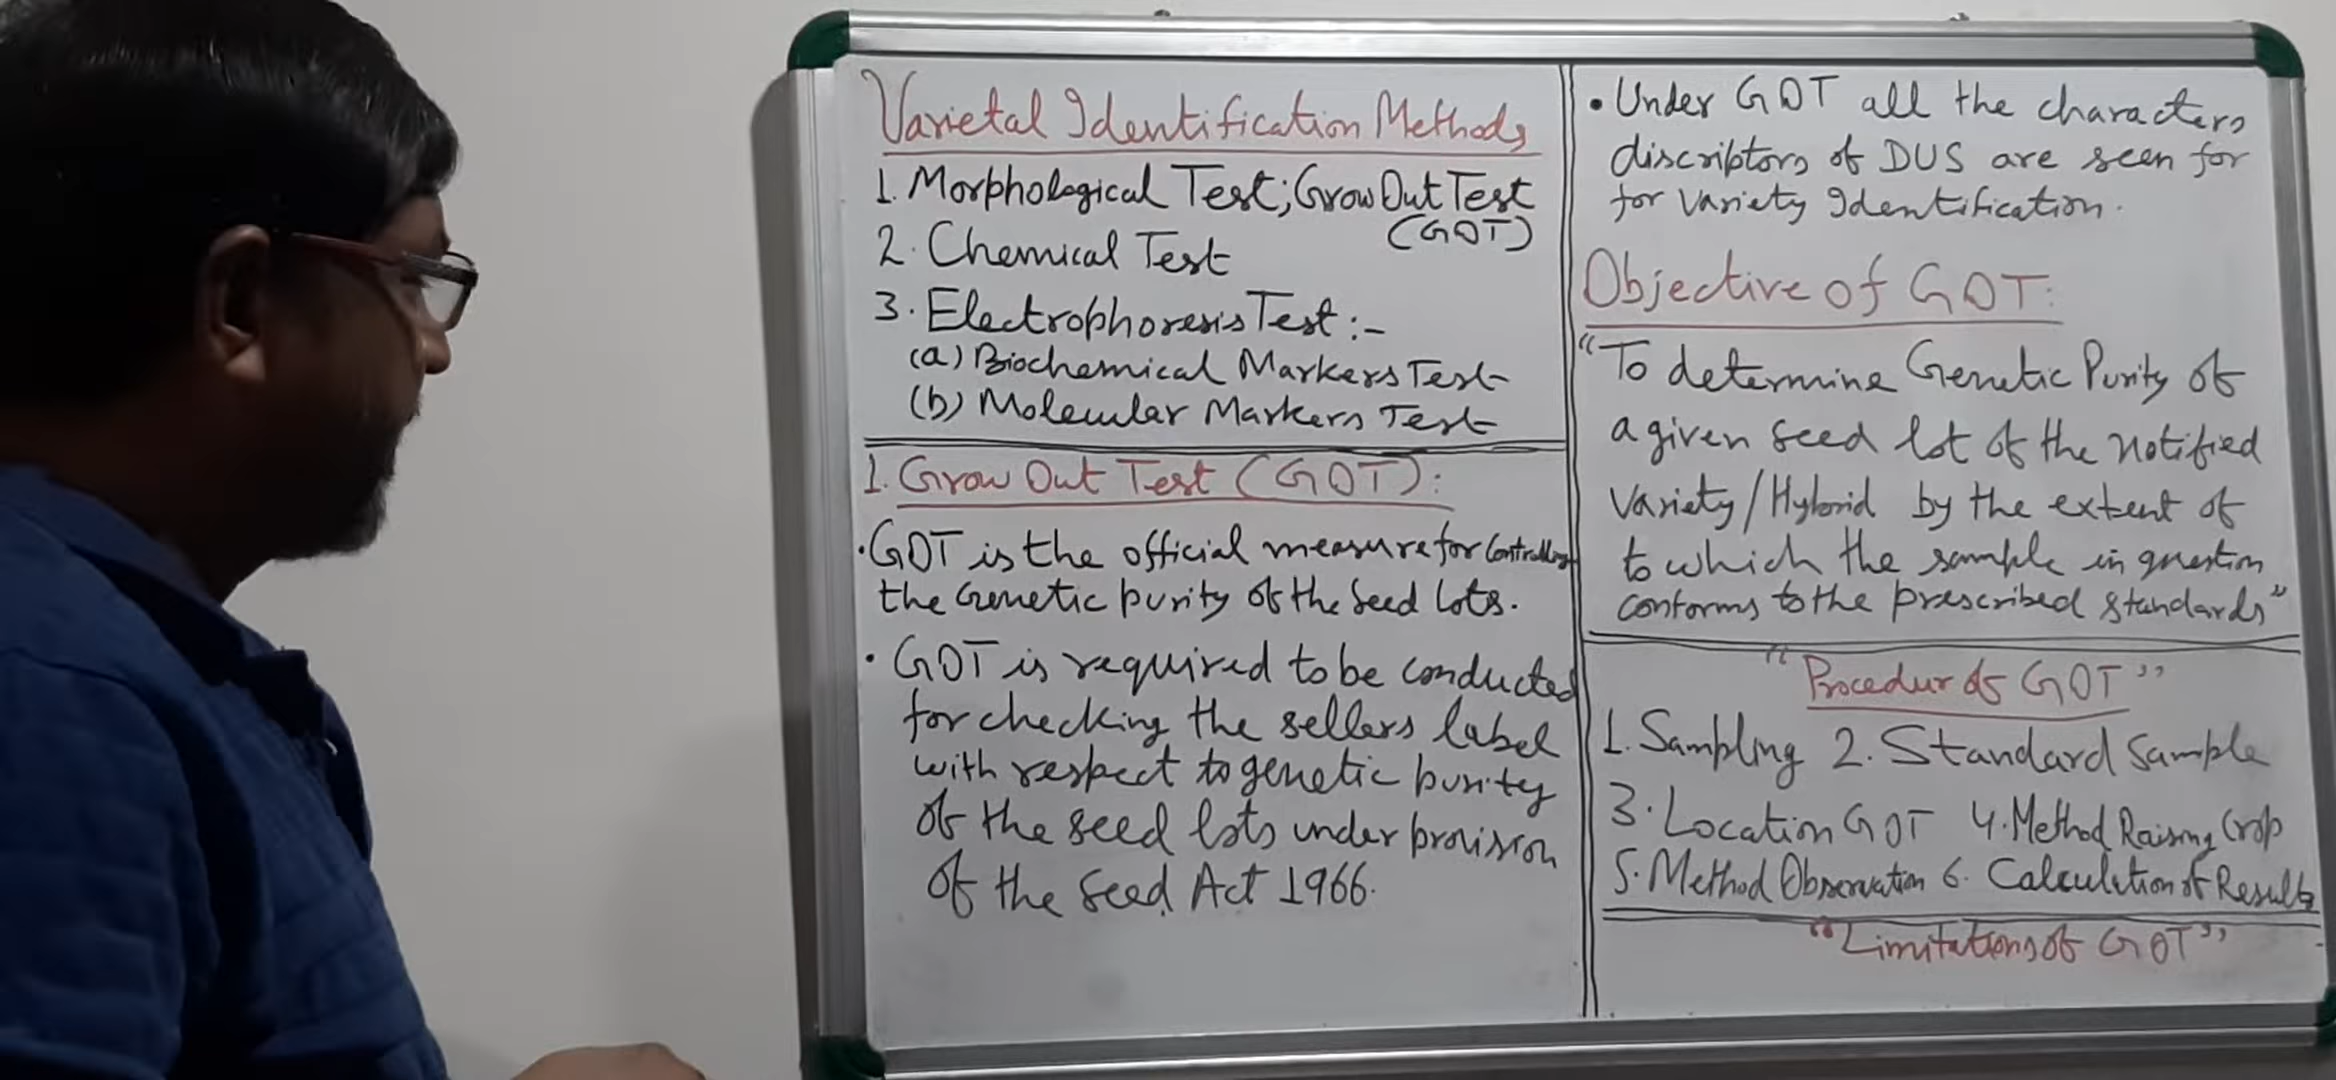 Varietal Identification Methods
1. Morphological Test; Grow Out Test
(GOT)
2. Chemical Test
3. Electrophoresis Test :-
(a) Biochemical Markers Test
(b) Molecular Markers Test
1. Grow Out Test (GOT):
• GOT is the official measure for Controlling
the Genetic purity of the Seed lots.
• GOT is required to be conducted
for checking the sellers label
with respect to genetic purity
of the seed lots under provision
of the Seed Act 1966.
• Under GOT all the characters
discriptors of DUS are seen for
for Variety Identification.
Objective of GOT:
"To determine Genetic Purity of
a given seed lot of the notified
Variety/Hybrid by the extent of
to which the sample in question
conforms to the prescribed standards"
"Procedur of GOT"
1. Sampling 2. Standard Sample
3. Location GOT 4. Method Raising Crop
5. Method Observation 6. Calculation of Results
"Limitations of GOT"